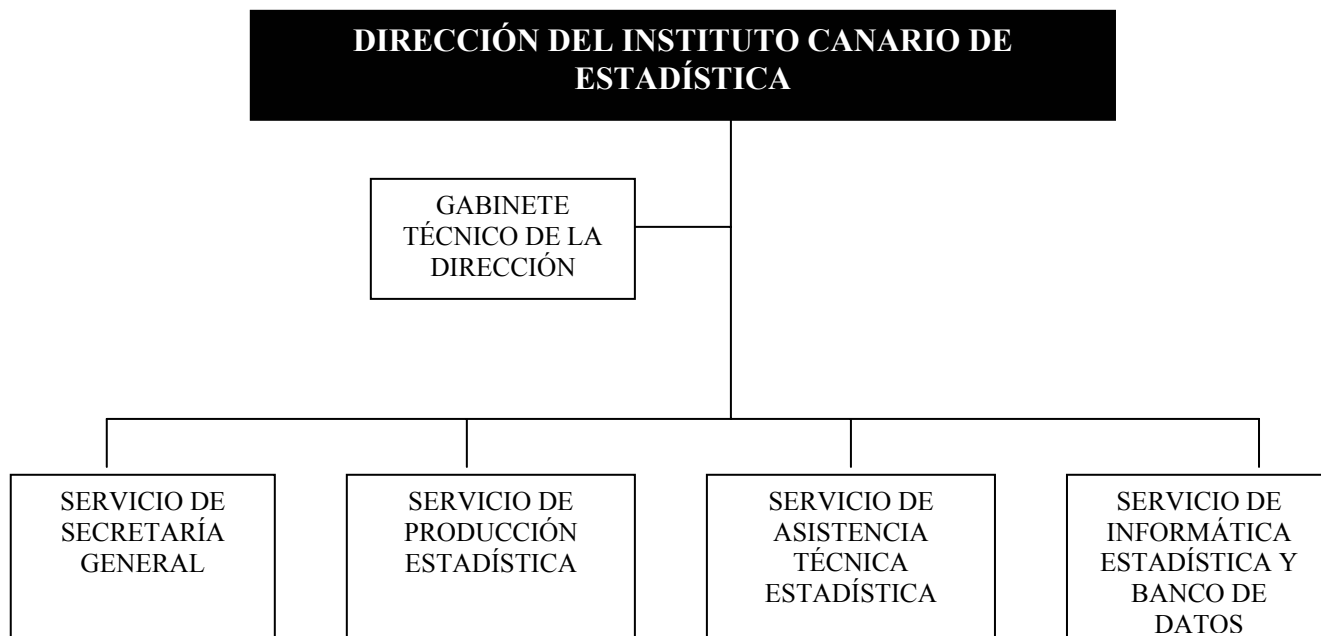 DIRECCIÓN DEL INSTITUTO CANARIO DE
ESTADÍSTICA
GABINETE
TÉCNICO DE LA
DIRECCIÓN
SERVICIO DE
SECRETARÍA
GENERAL
SERVICIO DE
PRODUCCIÓN
ESTADÍSTICA
SERVICIO DE
ASISTENCIA
TÉCNICA
ESTADÍSTICA
SERVICIO DE
INFORMÁTICA
ESTADÍSTICA Y
BANCO DE
DATOS